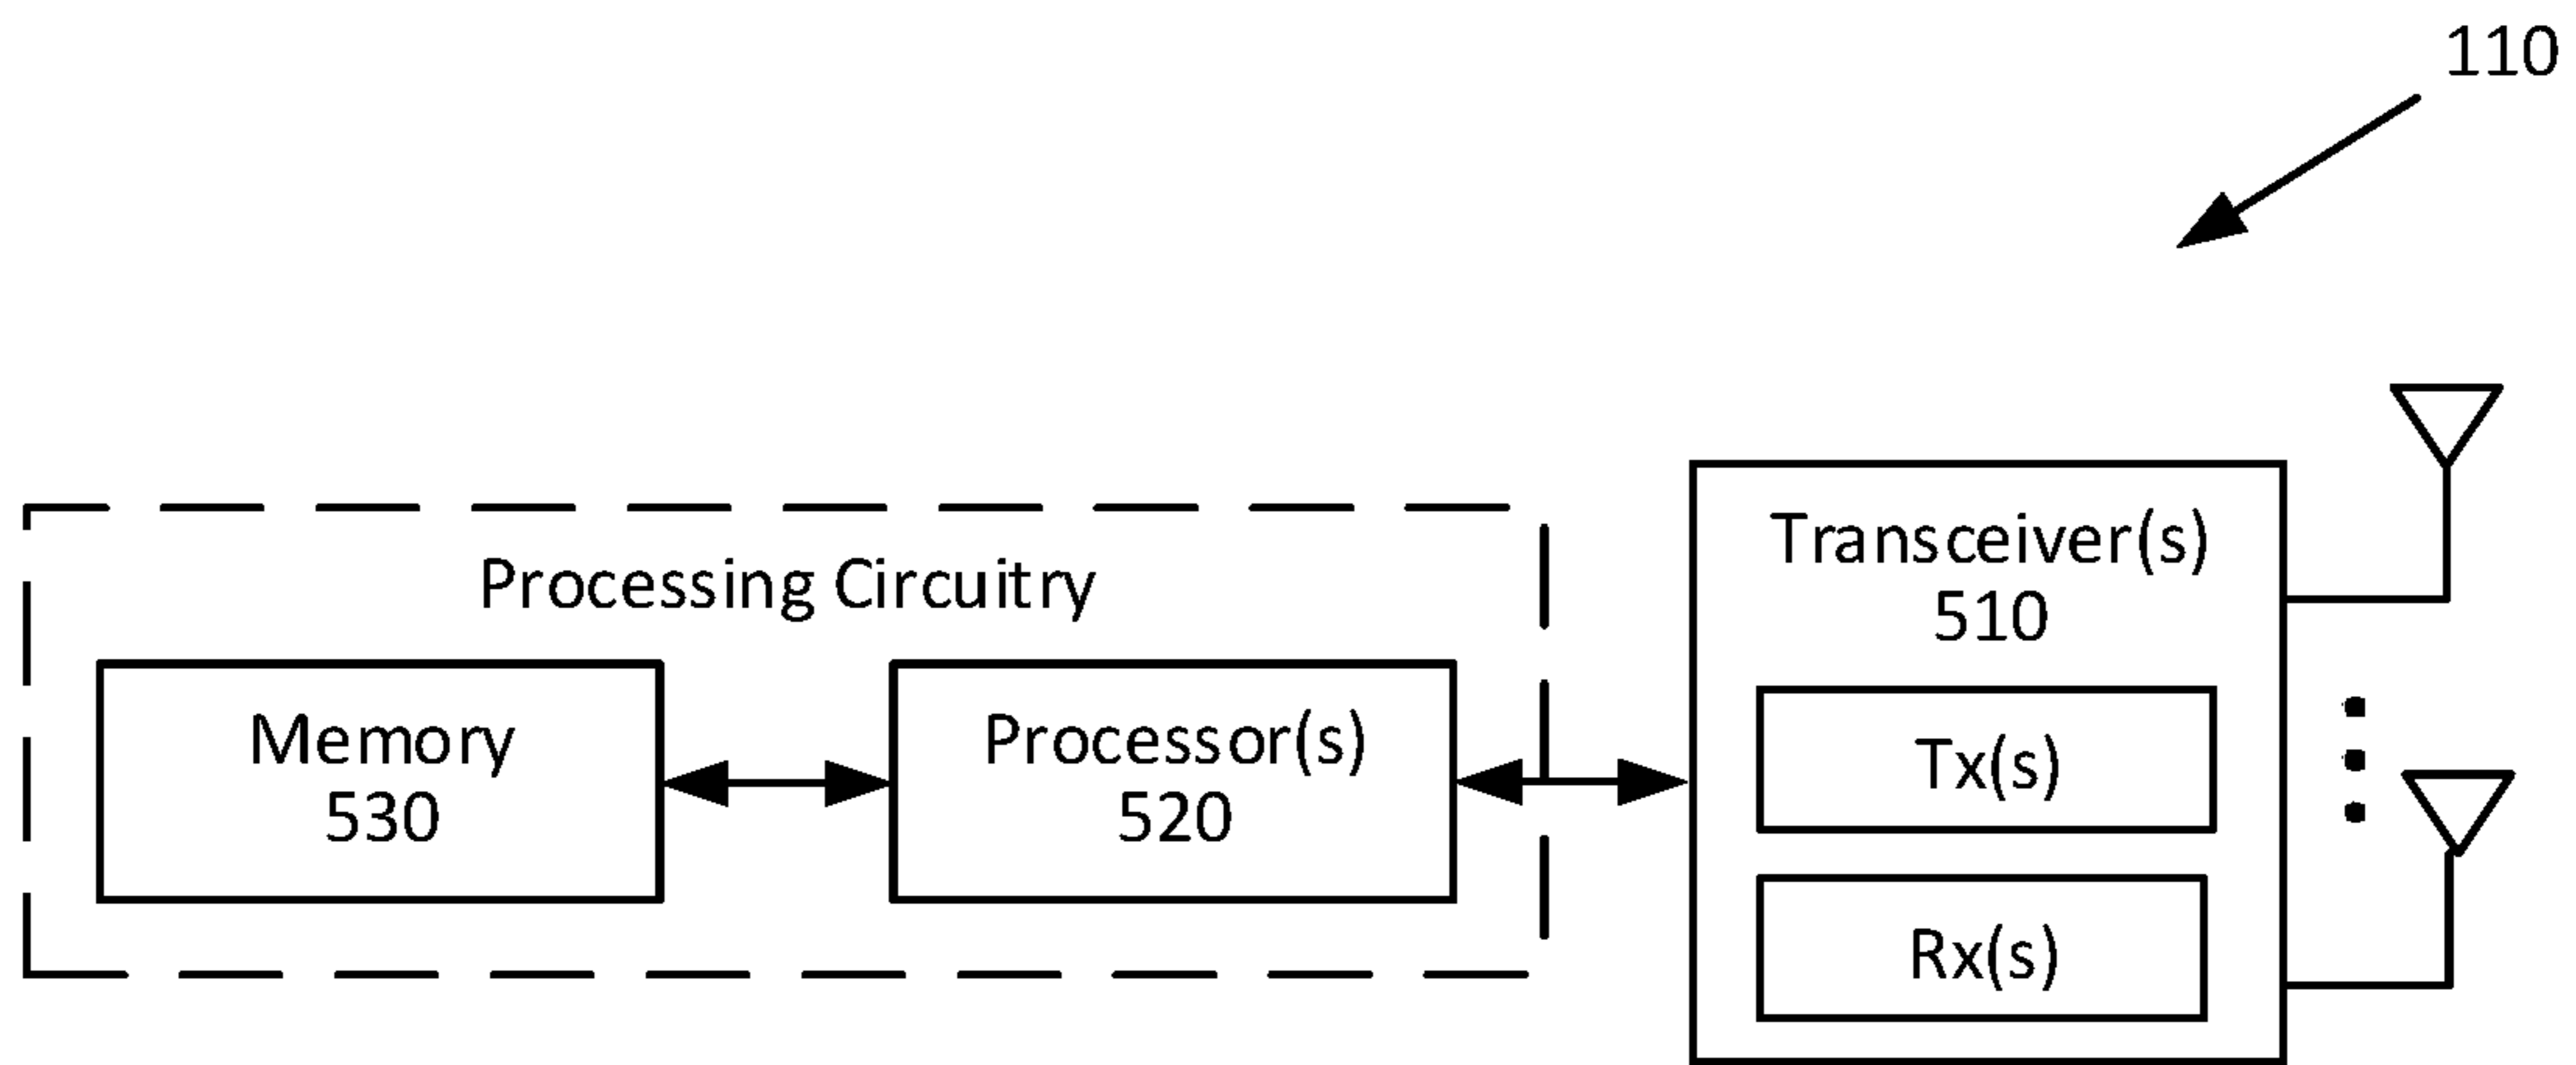 110
Processing Circuitry
Memory
530
Processor(s)
520
Transceiver(s)
510
Tx(s)
Rx(s)